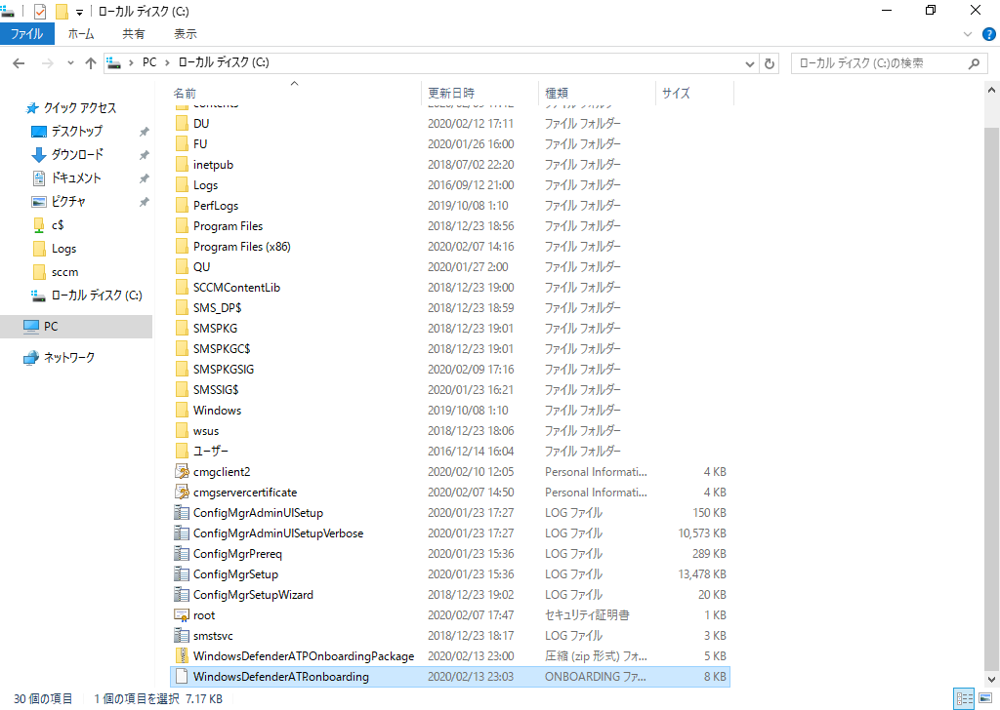 ローカル ディスク (C:)
ファイル ホーム 共有 表示
PC ローカル ディスク (C:) ローカル ディスク (C:)の検索
名前 更新日時 種類 サイズ
クイック アクセス
デスクトップ
ダウンロード
ドキュメント
ピクチャ
c$
Logs
sccm
ローカル ディスク (C:)
PC
ネットワーク
DU 2020/02/12 17:11 ファイル フォルダー
FU 2020/01/26 16:00 ファイル フォルダー
inetpub 2018/07/02 22:20 ファイル フォルダー
Logs 2016/09/12 21:00 ファイル フォルダー
PerfLogs 2019/10/08 1:10 ファイル フォルダー
Program Files 2018/12/23 18:56 ファイル フォルダー
Program Files (x86) 2020/02/07 14:16 ファイル フォルダー
QU 2020/01/27 2:00 ファイル フォルダー
SCCMContentLib 2018/12/23 19:00 ファイル フォルダー
SMS_DP$ 2018/12/23 18:59 ファイル フォルダー
SMSPKG 2018/12/23 19:01 ファイル フォルダー
SMSPKGC$ 2018/12/23 19:01 ファイル フォルダー
SMSPKGSIG 2020/02/09 17:16 ファイル フォルダー
SMSSIG$ 2020/01/23 16:21 ファイル フォルダー
Windows 2019/10/08 1:10 ファイル フォルダー
wsus 2018/12/23 18:06 ファイル フォルダー
ユーザー 2016/12/14 16:04 ファイル フォルダー
cmgclient2 2020/02/10 12:05 Personal Informati... 4 KB
cmgservercertificate 2020/02/07 14:50 Personal Informati... 4 KB
ConfigMgrAdminUISetup 2020/01/23 17:27 LOG ファイル 150 KB
ConfigMgrAdminUISetupVerbose 2020/01/23 17:27 LOG ファイル 10,573 KB
ConfigMgrPrereq 2020/01/23 15:36 LOG ファイル 289 KB
ConfigMgrSetup 2020/01/23 15:36 LOG ファイル 13,478 KB
ConfigMgrSetupWizard 2018/12/23 19:02 LOG ファイル 20 KB
root 2020/02/07 17:47 セキュリティ証明書 1 KB
smstsvc 2018/12/23 18:17 LOG ファイル 3 KB
WindowsDefenderATPOnboardingPackage 2020/02/13 23:00 圧縮 (zip 形式) フォ... 5 KB
WindowsDefenderATP.onboarding 2020/02/13 23:03 ONBOARDING ファ... 8 KB
30 個の項目 1 個の項目を選択 7.17 KB